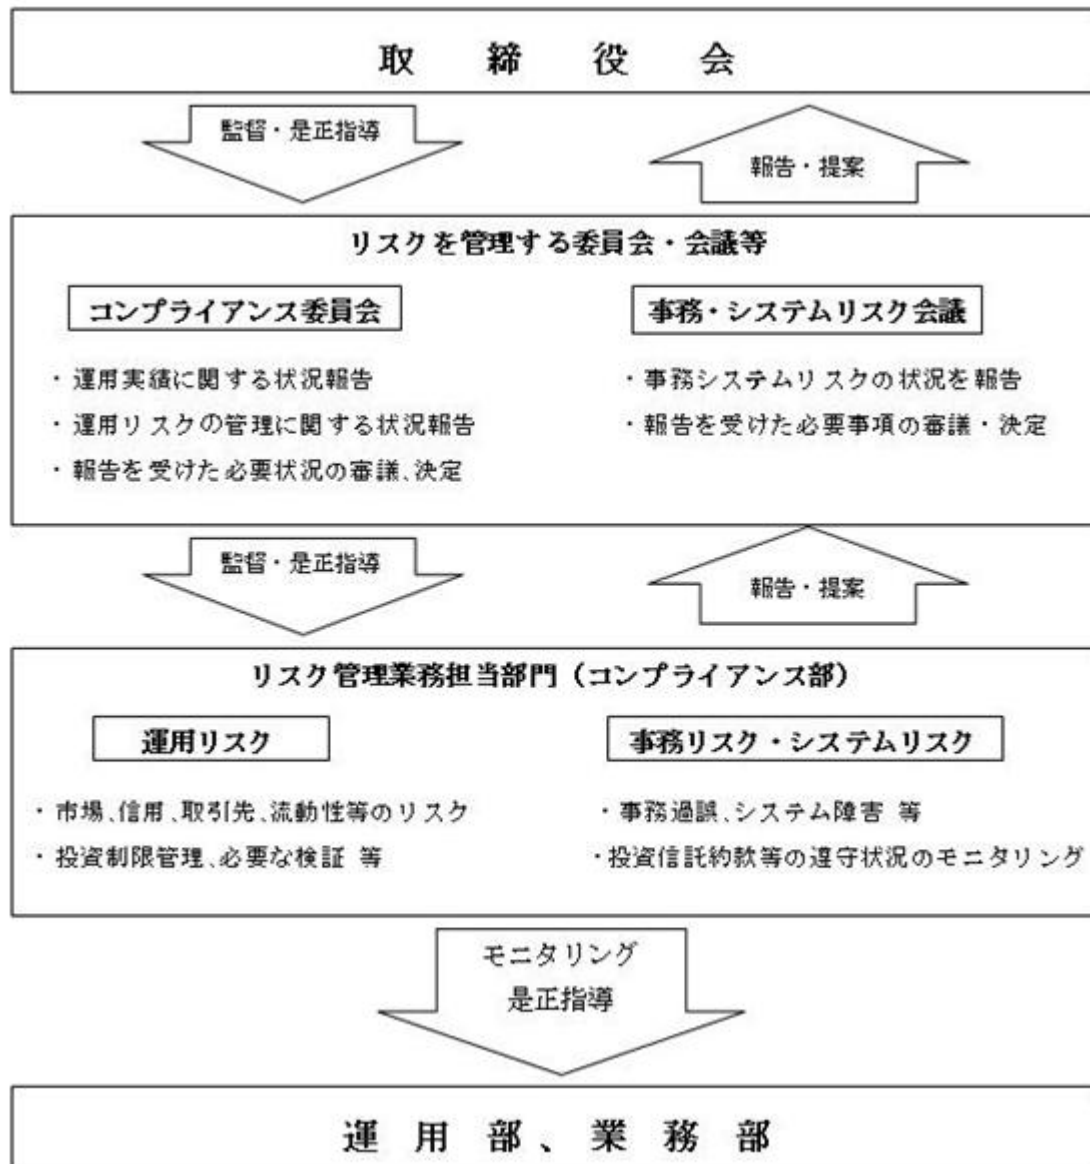 取締役会
監督・是正指導
報告・提案
リスクを管理する委員会・会議等
コンプライアンス委員会
・運用実績に関する状況報告
・運用リスクの管理に関する状況報告
・報告を受けた必要状況の審議、決定
事務・システムリスク会議
・事務システムリスクの状況を報告
・報告を受けた必要事項の審議・決定
監督・是正指導
報告・提案
リスク管理業務担当部門（コンプライアンス部）
運用リスク
・市場、信用、取引先、流動性等のリスク
・投資制限管理、必要な検証 等
事務リスク・システムリスク
・事務過誤、システム障害 等
・投資信託約款等の遵守状況のモニタリング
モニタリング
是正指導
運用部、業務部